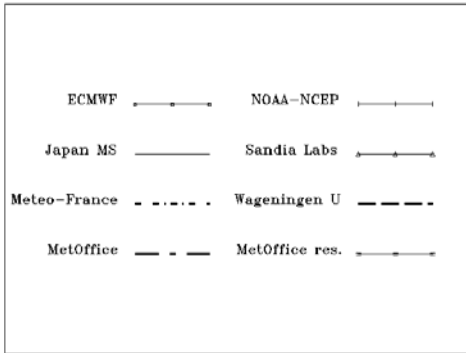 ECMWF NOAA-NCEP
Japan MS Sandia Labs
Meteo-France Wageningen U
MetOffice MetOffice res.